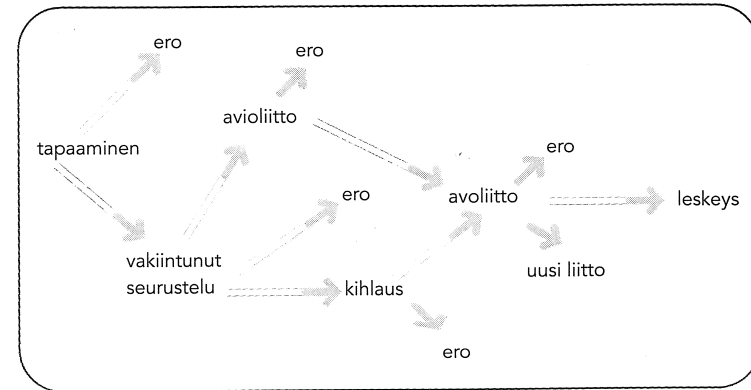 ero
ero
avioliitto
tapaaminen
ero
ero
avoliitto
leskeys
vakiintunut
seurustelu
uusi liitto
kihlaus
ero